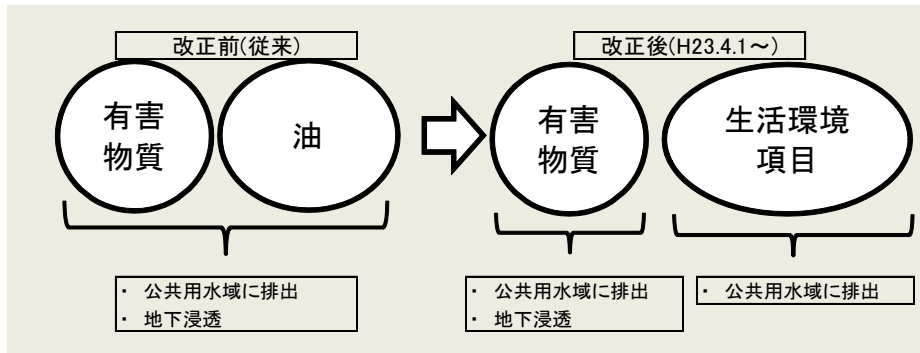 改正前(従来)
有害
物質
油
・ 公共用水域に排出
・ 地下浸透
改正後(H23.4.1～)
有害
物質
生活環境
項目
・ 公共用水域に排出
・ 地下浸透
・ 公共用水域に排出